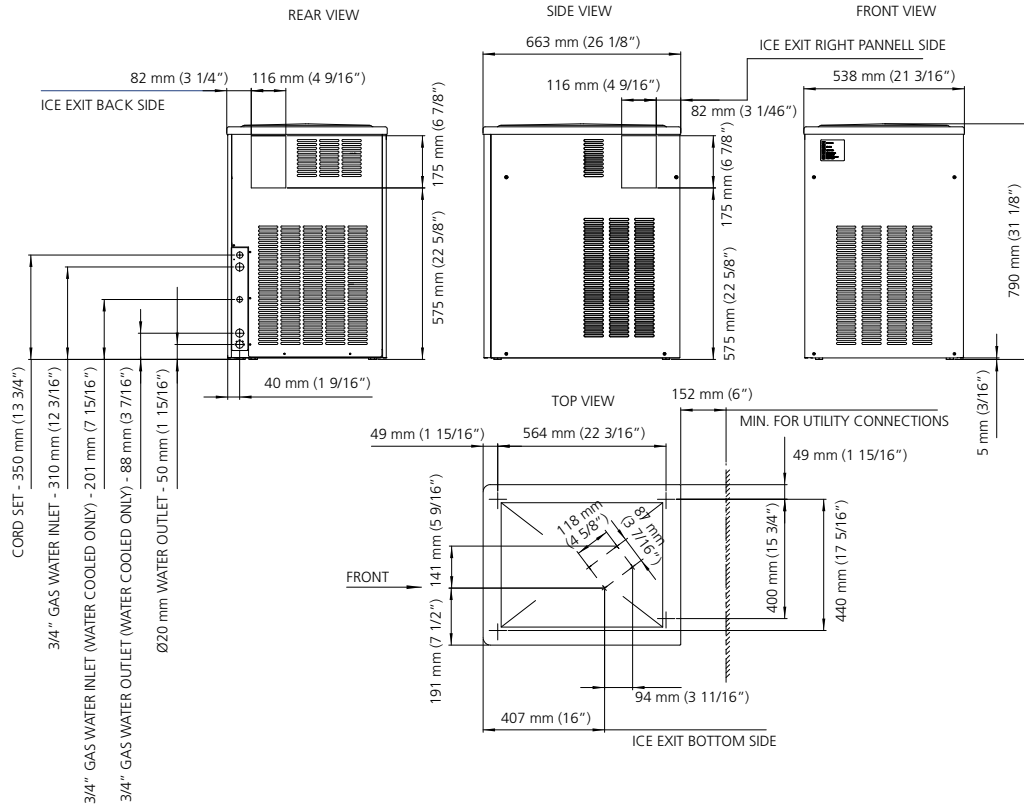 REAR VIEW
SIDE VIEW
FRONT VIEW
663 mm (26 1/8")
ICE EXIT RIGHT PANNELL SIDE
82 mm (3 1/4")
116 mm (4 9/16")
116 mm (4 9/16")
538 mm (21 3/16")
ICE EXIT BACK SIDE
82 mm (3 1/46")
175 mm (6 7/8")
175 mm (6 7/8")
575 mm (22 5/8")
575 mm (22 5/8")
790 mm (31 1/8")
5 mm (3/16")
40 mm (1 9/16")
CORD SET - 350 mm (13 3/4")
3/4" GAS WATER INLET - 310 mm (12 3/16")
3/4" GAS WATER INLET (WATER COOLED ONLY) - 201 mm (7 15/16")
3/4" GAS WATER OUTLET (WATER COOLED ONLY) - 88 mm (3 7/16")
Ø20 mm WATER OUTLET - 50 mm (1 15/16")
TOP VIEW
152 mm (6")
MIN. FOR UTILITY CONNECTIONS
49 mm (1 15/16")
564 mm (22 3/16")
49 mm (1 15/16")
118 mm
(4 5/8")
87 mm
(3 7/16")
FRONT
141 mm (5 9/16")
191 mm (7 1/2")
400 mm (15 3/4")
440 mm (17 5/16")
94 mm (3 11/16")
407 mm (16")
ICE EXIT BOTTOM SIDE